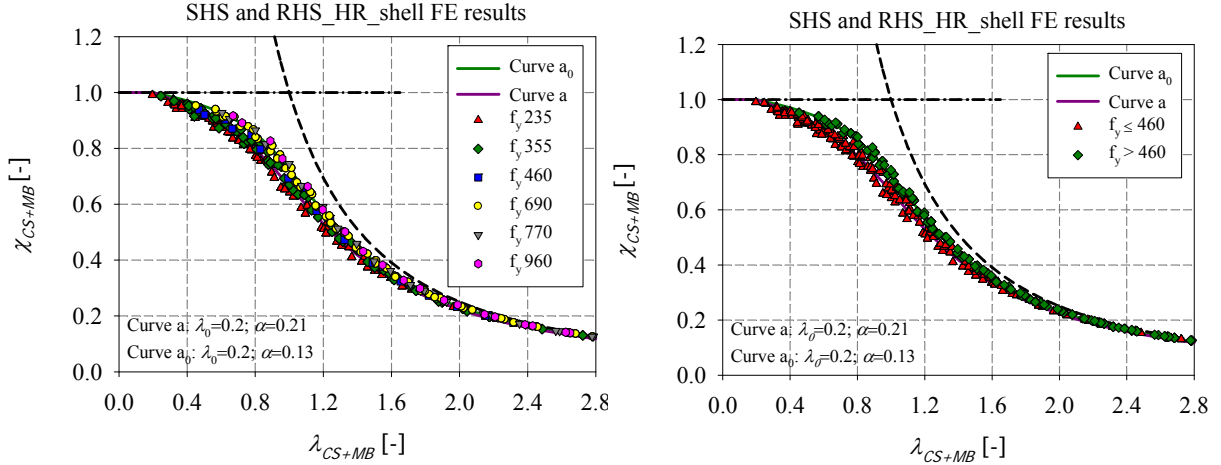 SHS and RHS_HR_shell FE results
1.2
1.0
0.8
0.6
0.4
0.2
0.0
χCS+MB [-]
Curve a₀
Curve a
fy 235
fy 355
fy 460
fy 690
fy 770
fy 960
Curve a: λ₀=0.2; α=0.21
Curve a₀: λ₀=0.2; α=0.13
0.0 0.4 0.8 1.2 1.6 2.0 2.4 2.8
λCS+MB [-]
SHS and RHS_HR_shell FE results
1.2
1.0
0.8
0.6
0.4
0.2
0.0
χCS+MB [-]
Curve a₀
Curve a
fy ≤ 460
fy > 460
Curve a: λ₀=0.2; α=0.21
Curve a₀: λ₀=0.2; α=0.13
0.0 0.4 0.8 1.2 1.6 2.0 2.4 2.8
λCS+MB [-]